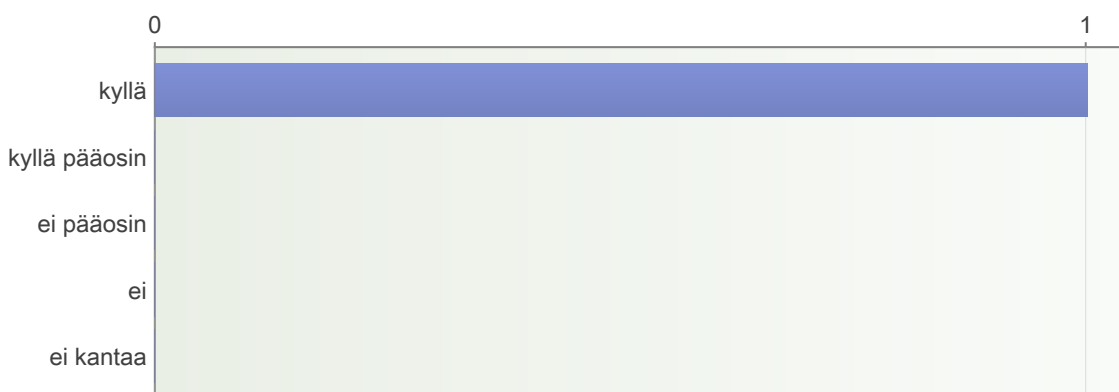 0 1
kyllä
kyllä pääosin
ei pääosin
ei
ei kantaa